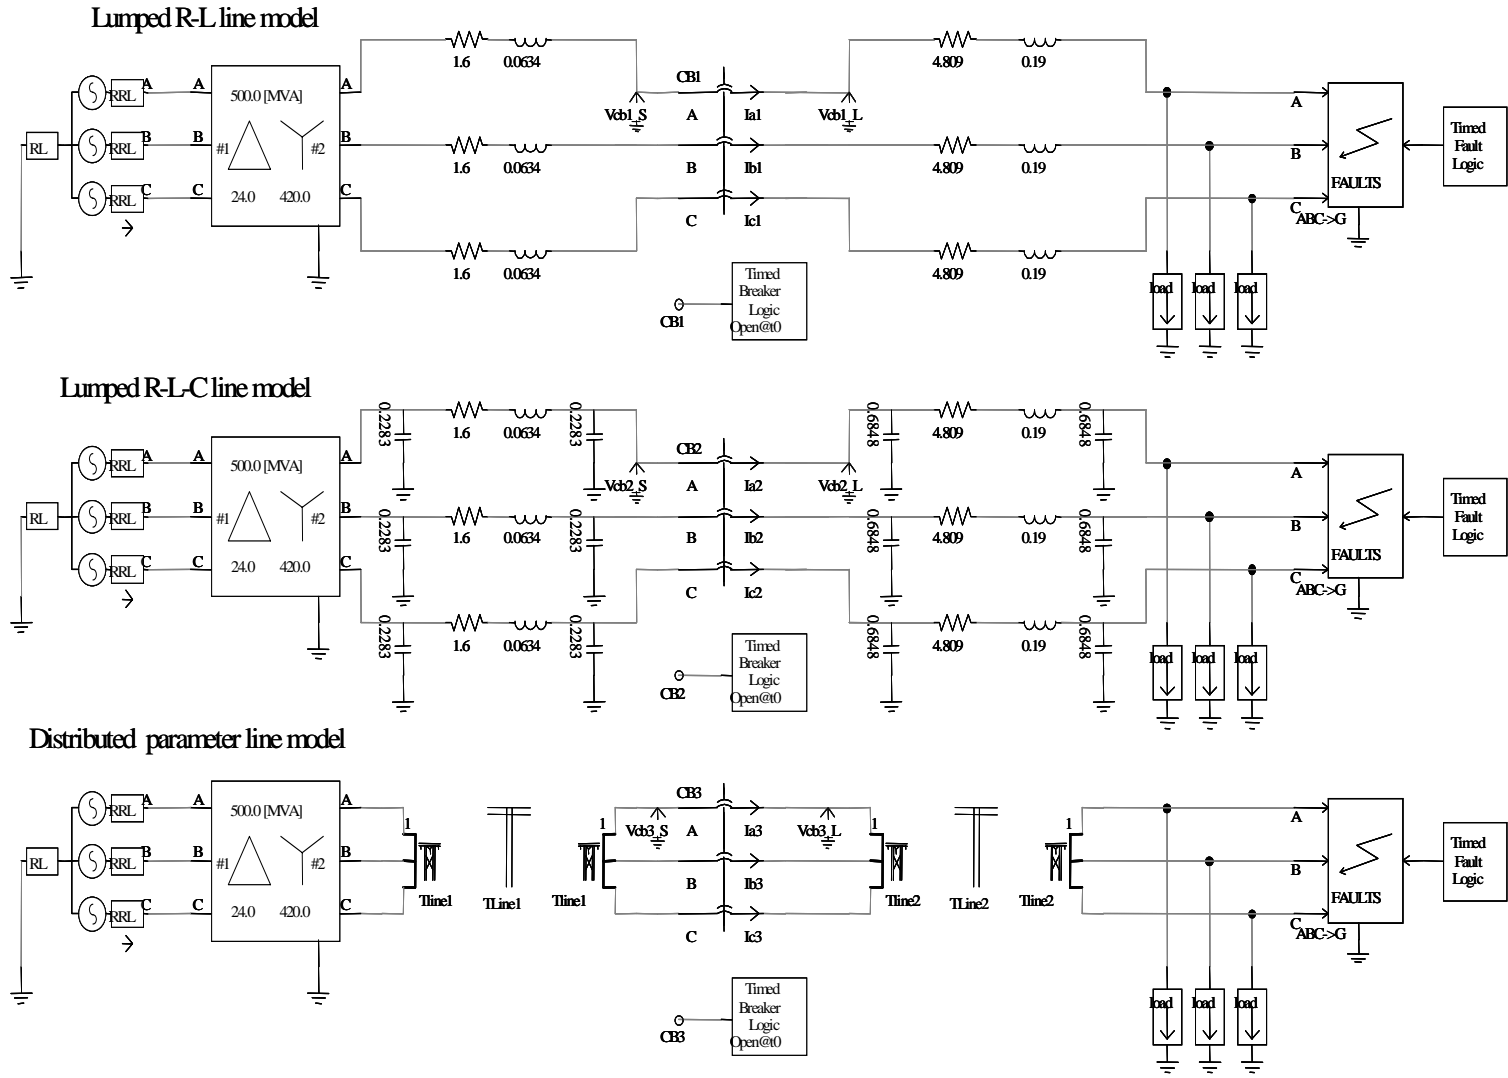 Lumped R-L line model
1.6 0.0634 4.809 0.19
RL RRL A A 500.0 [MVA] A CB1 Vcb1_S A Ia1 Vcb1_L A
RRL B B #1 #2 B 1.6 0.0634 B Ib1 4.809 0.19 B
RRL C C 24.0 420.0 C C Ic1 C FAULTS
ABC->G
Timed
Fault
Logic
1.6 0.0634 4.809 0.19
Timed
Breaker
Logic
Open@t0
CB1
load load load
Lumped R-L-C line model
0.2283 1.6 0.0634 0.2283 0.6848 4.809 0.19 0.6848
RL RRL A A 500.0 [MVA] A CB2 Vcb2_S A Ia2 Vcb2_L A
RRL B B #1 #2 B 0.2283 1.6 0.0634 0.2283 B Ib2 0.6848 4.809 0.19 0.6848 B
RRL C C 24.0 420.0 C C Ic2 C FAULTS
ABC->G
Timed
Fault
Logic
0.2283 1.6 0.0634 0.2283 0.6848 4.809 0.19 0.6848
Timed
Breaker
Logic
Open@t0
CB2
load load load
Distributed parameter line model
RL RRL A A 500.0 [MVA] A 1 1 CB3 Vcb3_S A Ia3 Vcb3_L 1 1 A
RRL B B #1 #2 B B Ib3 B
RRL C C 24.0 420.0 C Tline1 TLine1 Tline1 C Ic3 Tline2 TLine2 Tline2 C FAULTS
ABC->G
Timed
Fault
Logic
Timed
Breaker
Logic
Open@t0
CB3
load load load